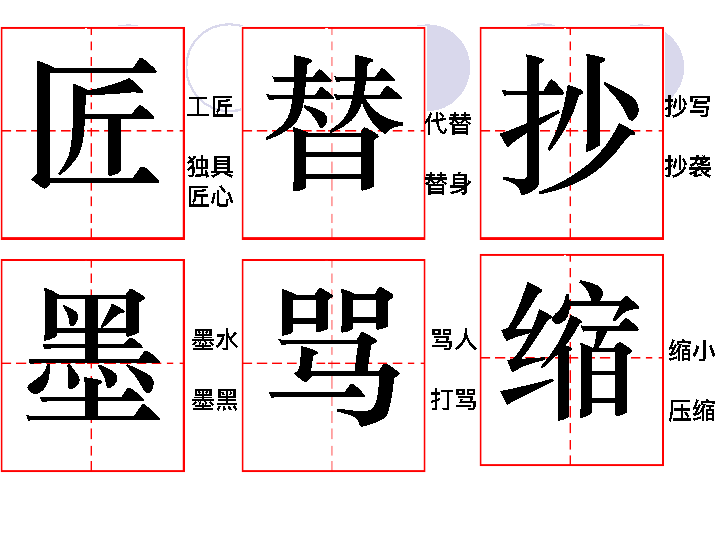 匠
工匠
独具
匠心
替
代替
替身
抄
抄写
抄袭
墨
墨水
墨黑
骂
骂人
打骂
缩
缩小
压缩